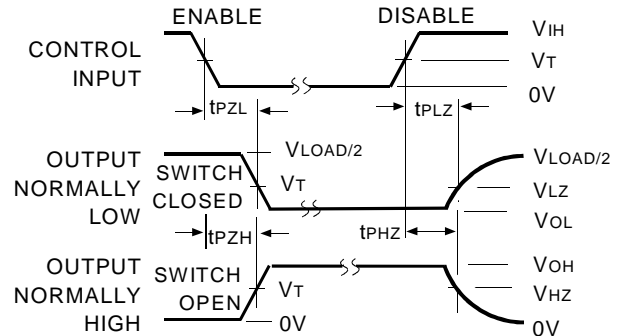 ENABLE DISABLE
CONTROL INPUT
VIH
VT
0V
tPZL tPLZ
OUTPUT NORMALLY LOW
SWITCH CLOSED
VLOAD/2
VT
VLOAD/2
VLZ
VOL
tPZH tPHZ
OUTPUT NORMALLY HIGH
SWITCH OPEN
VT
0V
VOH
VHZ
0V